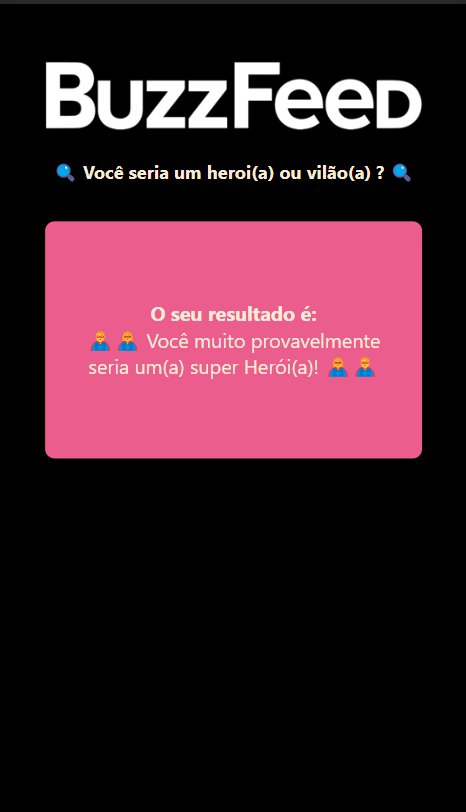 BuzzFeed
🔍 Você seria um heroi(a) ou vilão(a) ? 🔍
O seu resultado é:
🦸‍♂️ 🦸‍♂️ Você muito provavelmente
seria um(a) super Herói(a)! 🦸‍♂️ 🦸‍♂️